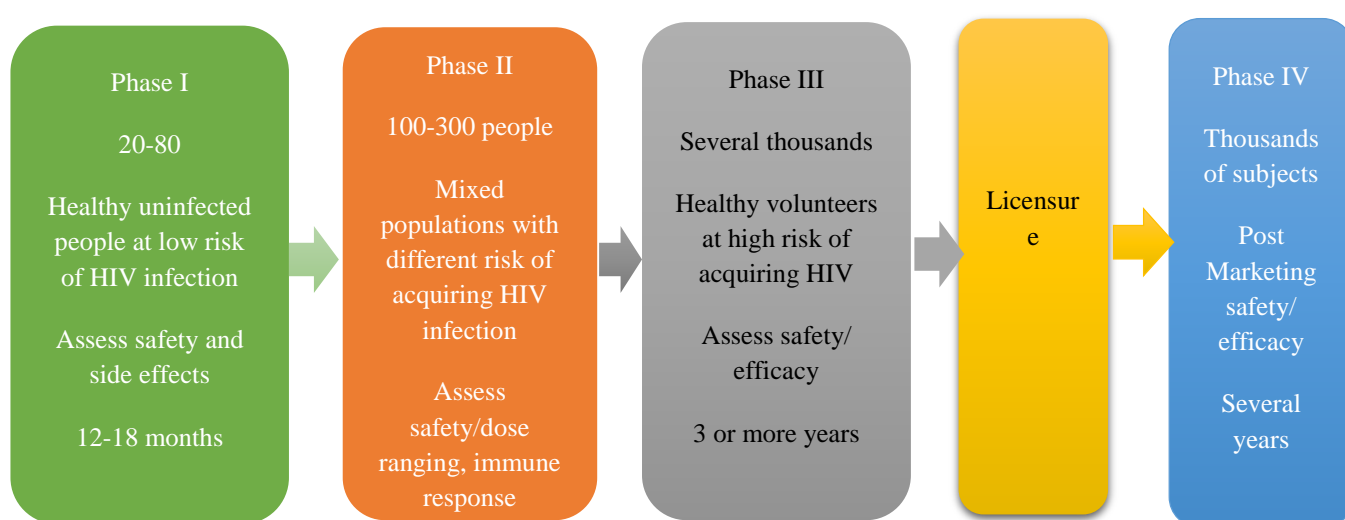 Phase I
20-80
Healthy uninfected
people at low risk
of HIV infection
Assess safety and
side effects
12-18 months
Phase II
100-300 people
Mixed
populations with
different risk of
acquiring HIV
infection
Assess
safety/dose
ranging, immune
response
Phase III
Several thousands
Healthy volunteers
at high risk of
acquiring HIV
Assess safety/
efficacy
3 or more years
Licensur
e
Phase IV
Thousands
of subjects
Post
Marketing
safety/
efficacy
Several
years